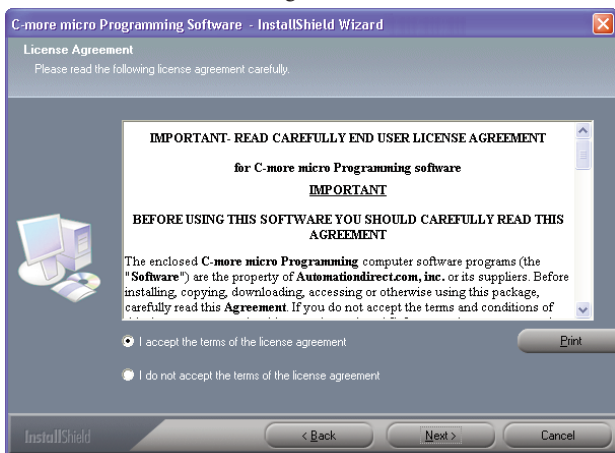 C-more micro Programming Software - InstallShield Wizard
License Agreement
Please read the following license agreement carefully.
IMPORTANT- READ CAREFULLY END USER LICENSE AGREEMENT
for C-more micro Programming software
IMPORTANT
BEFORE USING THIS SOFTWARE YOU SHOULD CAREFULLY READ THIS
AGREEMENT
The enclosed C-more micro Programming computer software programs (the
"Software") are the property of Automationdirect.com, inc. or its suppliers. Before
installing, copying, downloading, accessing or otherwise using this package,
carefully read this Agreement. If you do not accept the terms and conditions of
I accept the terms of the license agreement
Print
I do not accept the terms of the license agreement
InstallShield
< Back
Next >
Cancel